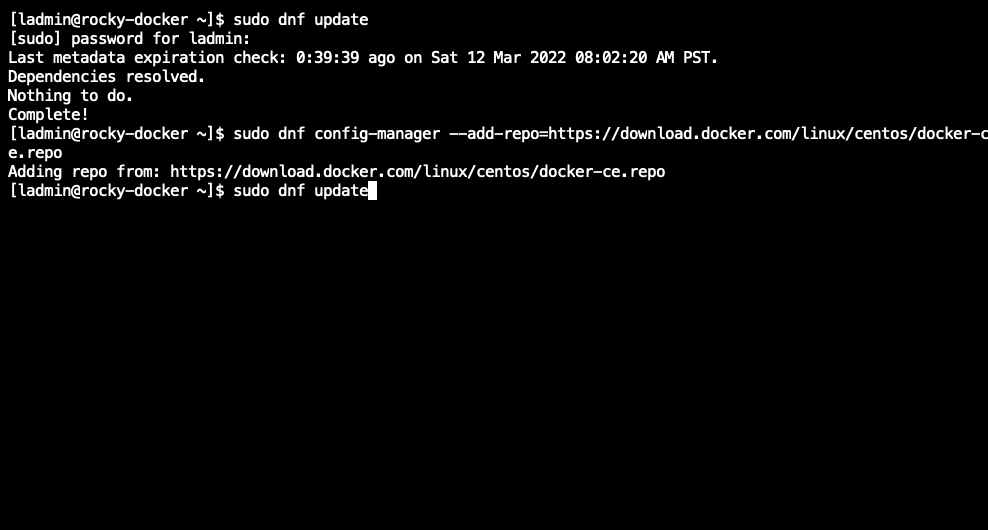 [ladmin@rocky-docker ~]$ sudo dnf update
[sudo] password for ladmin:
Last metadata expiration check: 0:39:39 ago on Sat 12 Mar 2022 08:02:20 AM PST.
Dependencies resolved.
Nothing to do.
Complete!
[ladmin@rocky-docker ~]$ sudo dnf config-manager --add-repo=https://download.docker.com/linux/centos/docker-c
e.repo
Adding repo from: https://download.docker.com/linux/centos/docker-ce.repo
[ladmin@rocky-docker ~]$ sudo dnf update